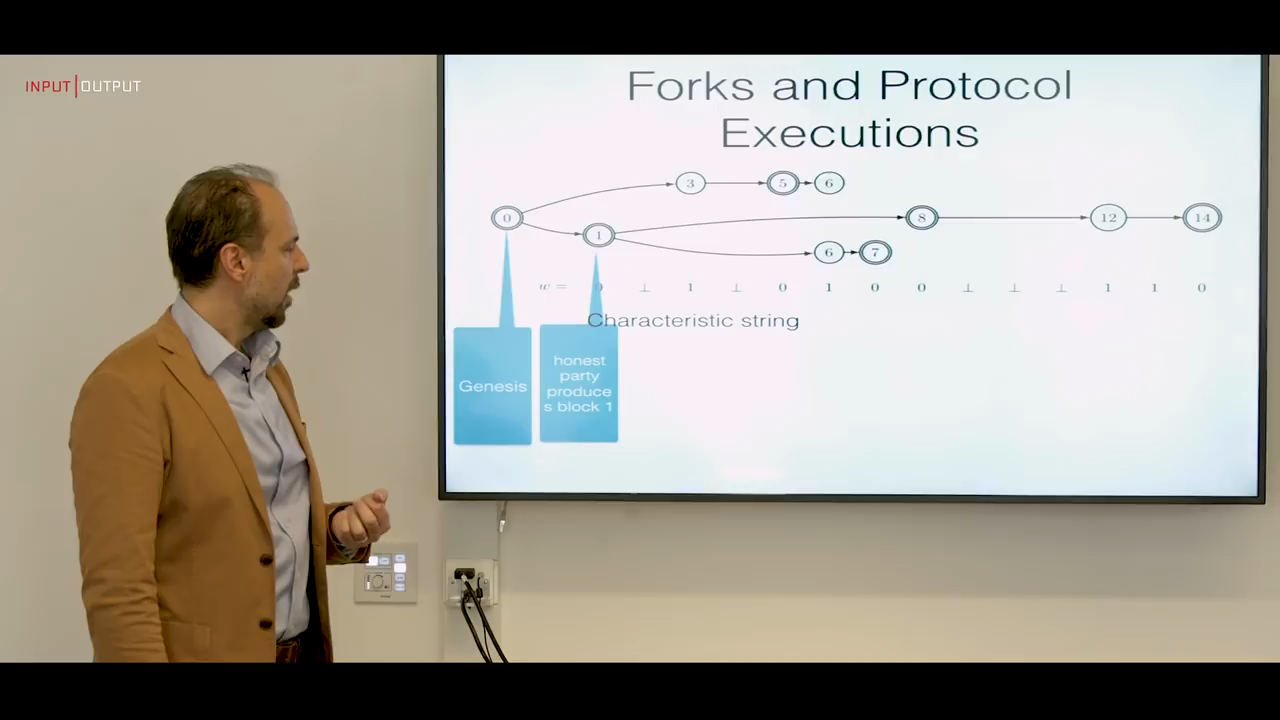 INPUT|OUTPUT
Forks and Protocol
Executions
3 5 6
0 8 12 14
1
6 7
w = 0 ⊥ 1 ⊥ 0 1 0 0 ⊥ ⊥ ⊥ 1 1 0
Characteristic string
Genesis
honest
party
produce
s block 1